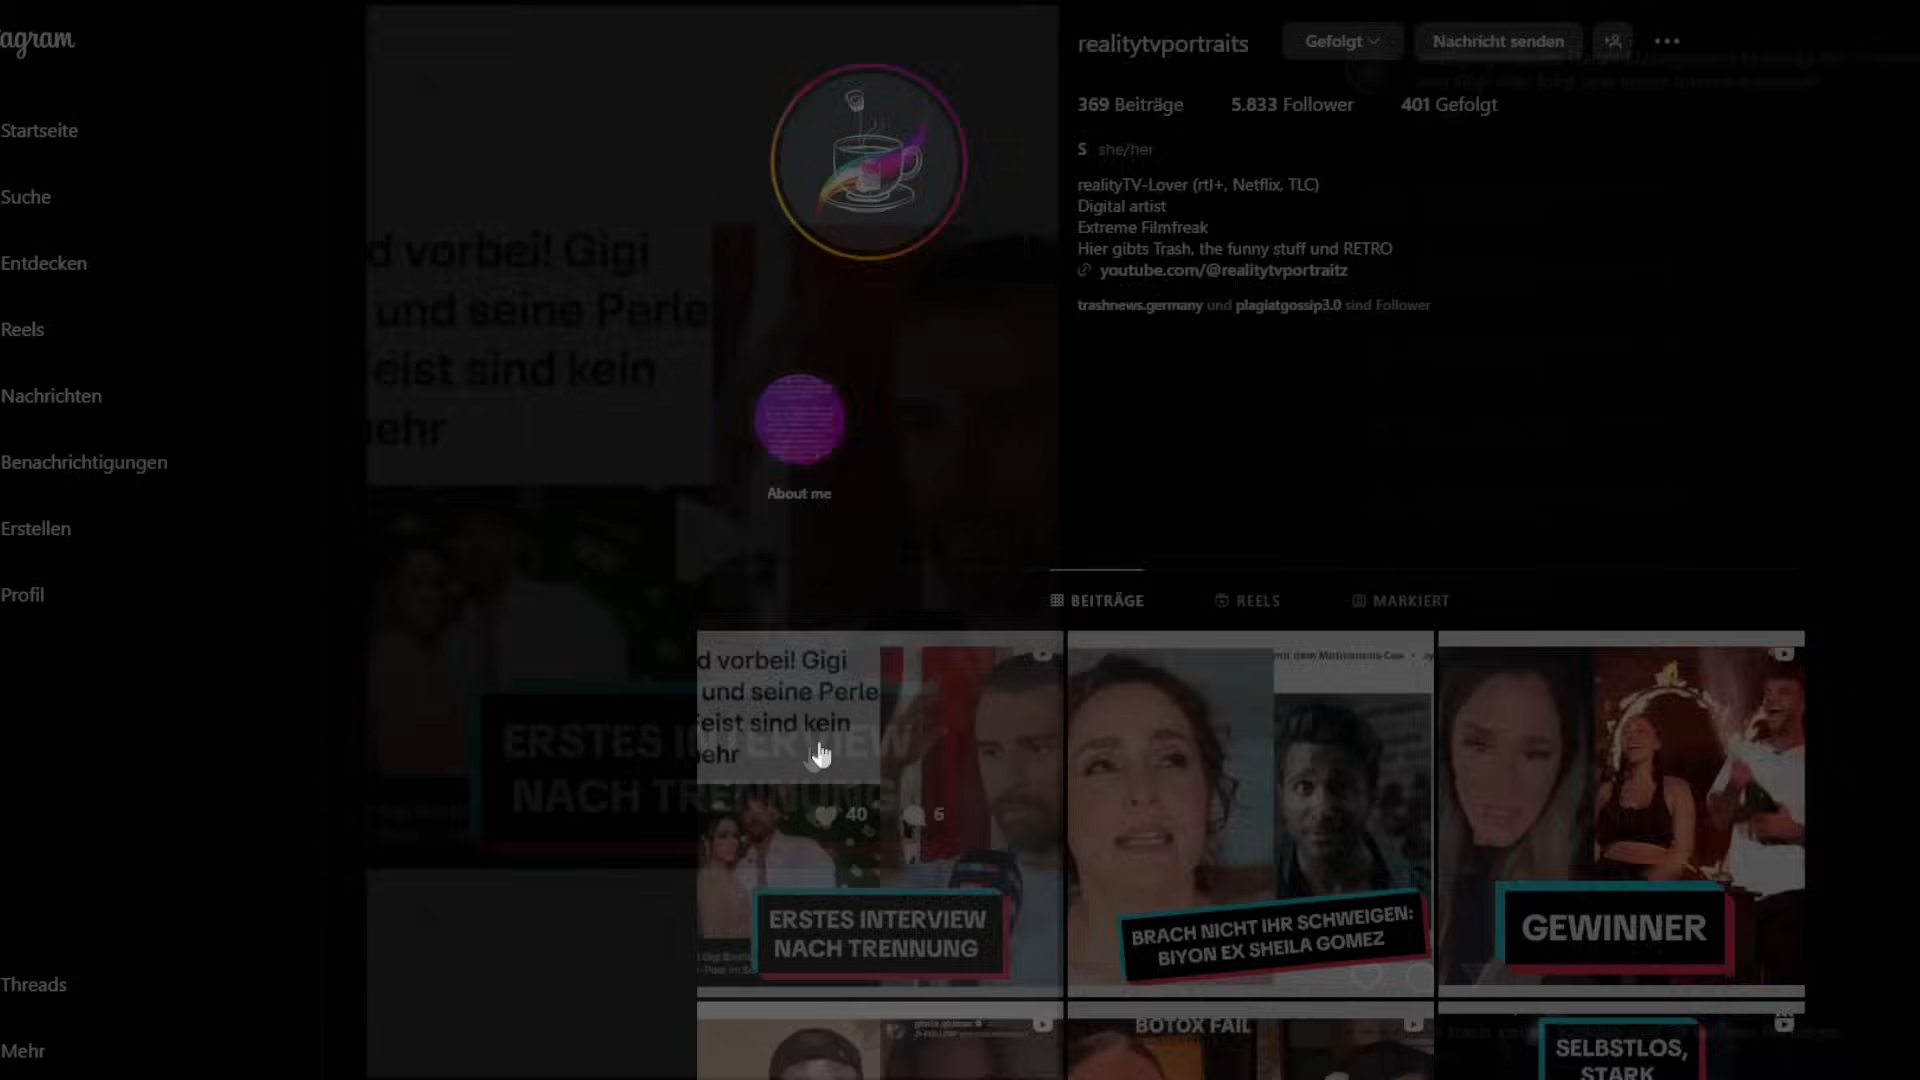 agram
Startseite
Suche
Entdecken
Reels
Nachrichten
Benachrichtigungen
Erstellen
Profil
Threads
Mehr
realitytvportraits
Gefolgt
Nachricht senden
369 Beiträge
5.833 Follower
401 Gefolgt
S she/her
realityTV-Lover (rtl+, Netflix, TLC)
Digital artist
Extreme Filmfreak
Hier gibts Trash, the funny stuff und RETRO
youtube.com/@realitytvportraitz
trashnews.germany und plagiatgossip3.0 sind Follower
d vorbei! Gigi
und seine Perle
eist sind kein
ehr
About me
ERSTES INTERVIEW
NACH TRENNUNG
BEITRÄGE
REELS
MARKIERT
d vorbei! Gigi
und seine Perle
eist sind kein
ehr
40
6
ERSTES INTERVIEW
NACH TRENNUNG
BRACH NICHT IHR SCHWEIGEN:
BIYON EX SHEILA GOMEZ
GEWINNER
BOTOX FAIL
SELBSTLOS,
STARK